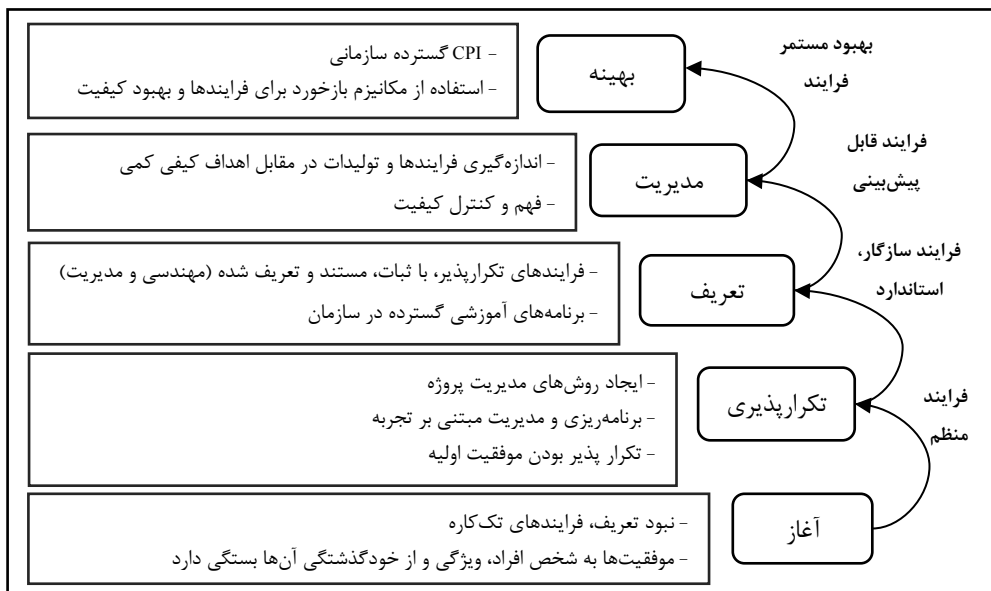 بهبود مستمر
فرایند
بهینه
- CPI گسترده سازمانی
- استفاده از مکانیزم بازخورد برای فرایندها و بهبود کیفیت
فرایند قابل
پیش‌بینی
مدیریت
- اندازه‌گیری فرایندها و تولیدات در مقابل اهداف کیفی کمی
- فهم و کنترل کیفیت
فرایند سازگار،
استاندارد
تعریف
- فرایندهای تکرارپذیر، با ثبات، مستند و تعریف شده (مهندسی و مدیریت)
- برنامه‌های آموزشی گسترده در سازمان
فرایند
منظم
تکرارپذیری
- ایجاد روش‌های مدیریت پروژه
- برنامه‌ریزی و مدیریت مبتنی بر تجربه
- تکرار پذیر بودن موفقیت اولیه
آغاز
- نبود تعریف، فرایندهای تک‌کاره
- موفقیت‌ها به شخص افراد، ویژگی و از خودگذشتگی آن‌ها بستگی دارد